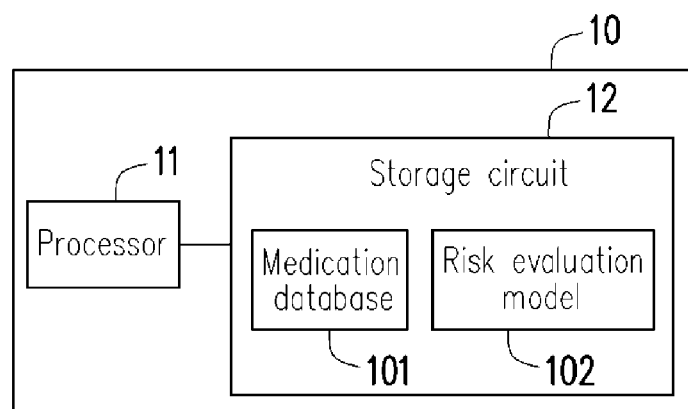 10
12
11
Storage circuit
Processor
Medication
database
Risk evaluation
model
101
102